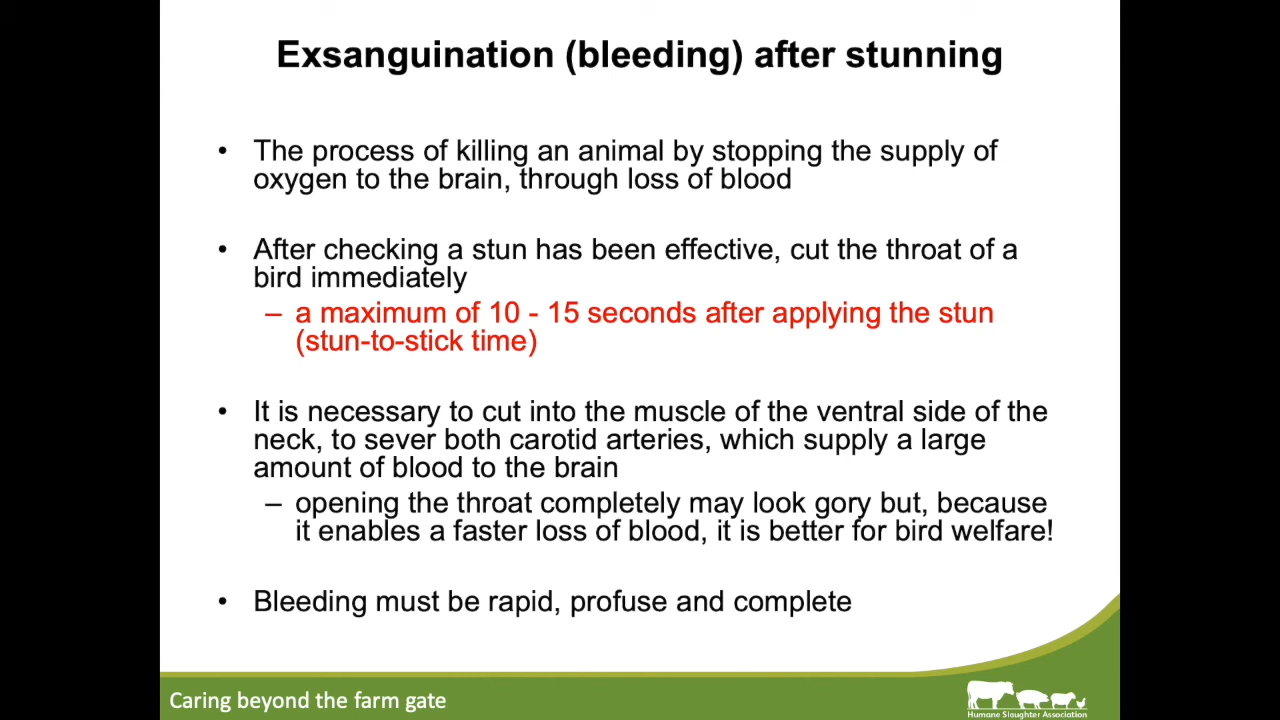 Exsanguination (bleeding) after stunning
• The process of killing an animal by stopping the supply of
oxygen to the brain, through loss of blood
• After checking a stun has been effective, cut the throat of a
bird immediately
– a maximum of 10 - 15 seconds after applying the stun
(stun-to-stick time)
• It is necessary to cut into the muscle of the ventral side of the
neck, to sever both carotid arteries, which supply a large
amount of blood to the brain
– opening the throat completely may look gory but, because
it enables a faster loss of blood, it is better for bird welfare!
• Bleeding must be rapid, profuse and complete
Caring beyond the farm gate
Humane Slaughter Association